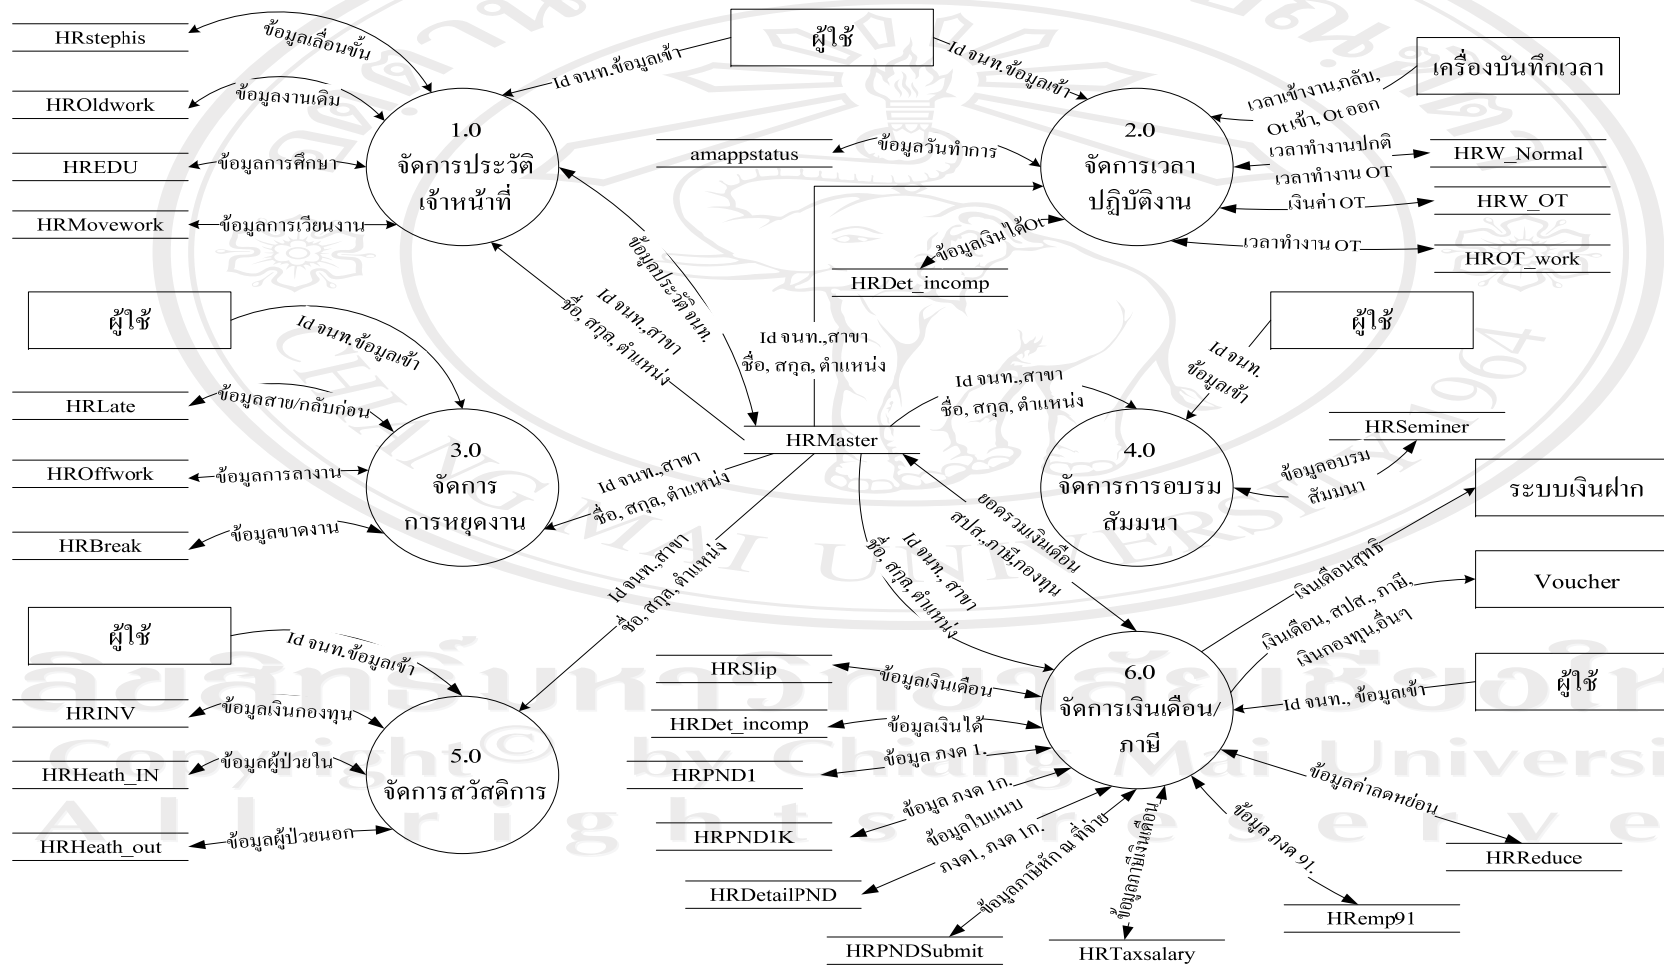 HRstephis
ข้อมูลเลื่อนขั้น
ผู้ใช้
Id จนท.ข้อมูลเข้า
Id จนท.ข้อมูลเข้า
เครื่องบันทึกเวลา
HROldwork
ข้อมูลงานเดิม
เวลาเข้างาน,กลับ,
Ot เข้า, Ot ออก
1.0
จัดการประวัติ
เจ้าหน้าที่
amappstatus
ข้อมูลวันทำการ
2.0
จัดการเวลา
ปฏิบัติงาน
เวลาทำงานปกติ
HRW_Normal
HREDU
ข้อมูลการศึกษา
เวลาทำงาน OT
เงินค่า OT
HRW_OT
HRMovework
ข้อมูลการเวียนงาน
ข้อมูลเงินได้Ot
เวลาทำงาน OT
HROT_work
HRDet_incomp
ข้อมูลประวัติ จนท.
Id จนท.,สาขา
ชื่อ, สกุล, ตำแหน่ง
ผู้ใช้
Id จนท.ข้อมูลเข้า
Id จนท.,สาขา
ชื่อ, สกุล, ตำแหน่ง
ผู้ใช้
Id จนท.
ข้อมูลเข้า
HRLate
ข้อมูลสาย/กลับก่อน
Id จนท.,สาขา
ชื่อ, สกุล, ตำแหน่ง
HRMaster
HRSeminer
3.0
จัดการ
การหยุดงาน
HROffwork
ข้อมูลการลางาน
Id จนท.,สาขา
ชื่อ, สกุล, ตำแหน่ง
4.0
จัดการการอบรม
สัมมนา
ข้อมูลอบรม
สัมมนา
ระบบเงินฝาก
HRBreak
ข้อมูลขาดงาน
ยอดรวมเงินเดือน
สปส.,ภาษี,กองทุน
Id จนท., สาขา
ชื่อ, สกุล, ตำแหน่ง
Id จนท.,สาขา
ชื่อ, สกุล, ตำแหน่ง
เงินเดือนสุทธิ
Voucher
เงินเดือน, สปส., ภาษี,
เงินกองทุน,อื่นๆ
ผู้ใช้
Id จนท.ข้อมูลเข้า
HRSlip
ข้อมูลเงินเดือน
6.0
จัดการเงินเดือน/
ภาษี
Id จนท., ข้อมูลเข้า
ผู้ใช้
HRINV
ข้อมูลเงินกองทุน
HRDet_incomp
ข้อมูลเงินได้
5.0
จัดการสวัสดิการ
HRHeath_IN
ข้อมูลผู้ป่วยใน
HRPND1
ข้อมูล ภงด 1.
ข้อมูลค่าลดหย่อน
HRHeath_out
ข้อมูลผู้ป่วยนอก
HRPND1K
ข้อมูล ภงด 1ก.
ข้อมูลใบแนบ
ภงด1, ภงด 1ก.
HRDetailPND
ข้อมูลภาษีหัก ณ ที่จ่าย
ข้อมูลภาษีเงินเดือน
ข้อมูล ภงด 91.
HRReduce
HRemp91
HRPNDSubmit
HRTaxsalary
CHIANG MAI UNIVERSITY 1964
Copyright© by Chiang Mai Universi
All rights reserve